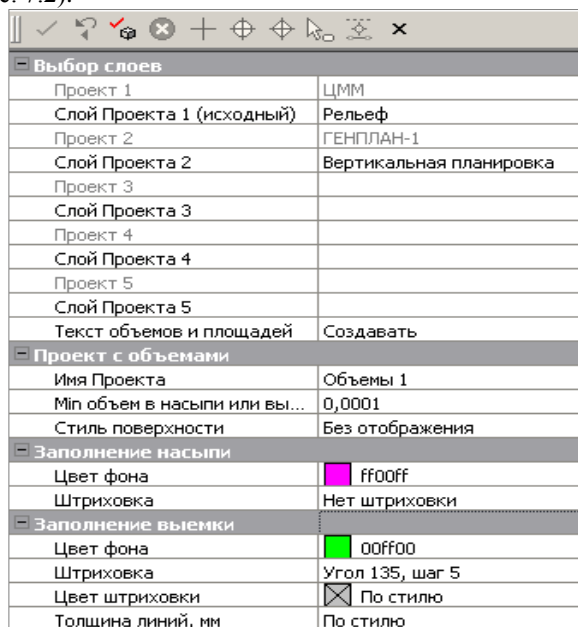 с. 7.2).
Выбор слоев
Проект 1 ЦММ
Слой Проекта 1 (исходный) Рельеф
Проект 2 ГЕНПЛАН-1
Слой Проекта 2 Вертикальная планировка
Проект 3
Слой Проекта 3
Проект 4
Слой Проекта 4
Проект 5
Слой Проекта 5
Текст объемов и площадей Создавать
Проект с объемами
Имя Проекта Объемы 1
Min объем в насыпи или вы... 0,0001
Стиль поверхности Без отображения
Заполнение насыпи
Цвет фона ff00ff
Штриховка Нет штриховки
Заполнение выемки
Цвет фона 00ff00
Штриховка Угол 135, шаг 5
Цвет штриховки По стилю
Толщина линий, мм По стилю